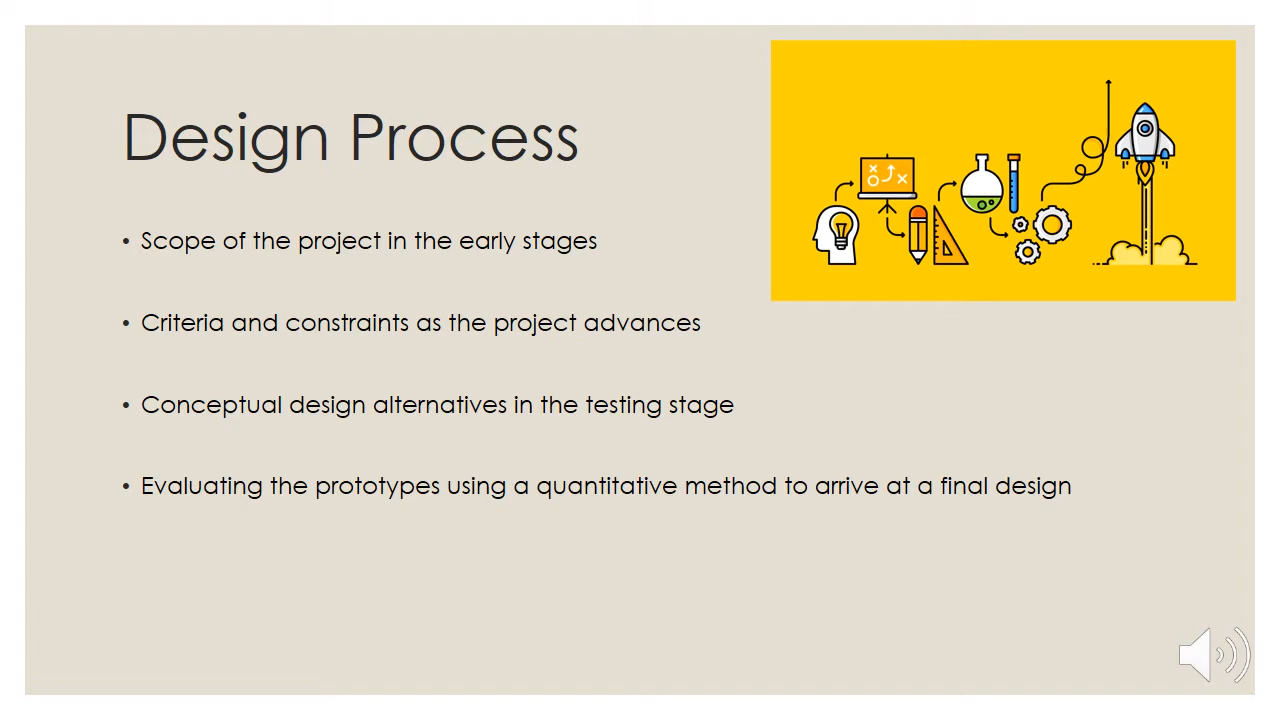 Design Process
• Scope of the project in the early stages
• Criteria and constraints as the project advances
• Conceptual design alternatives in the testing stage
• Evaluating the prototypes using a quantitative method to arrive at a final design